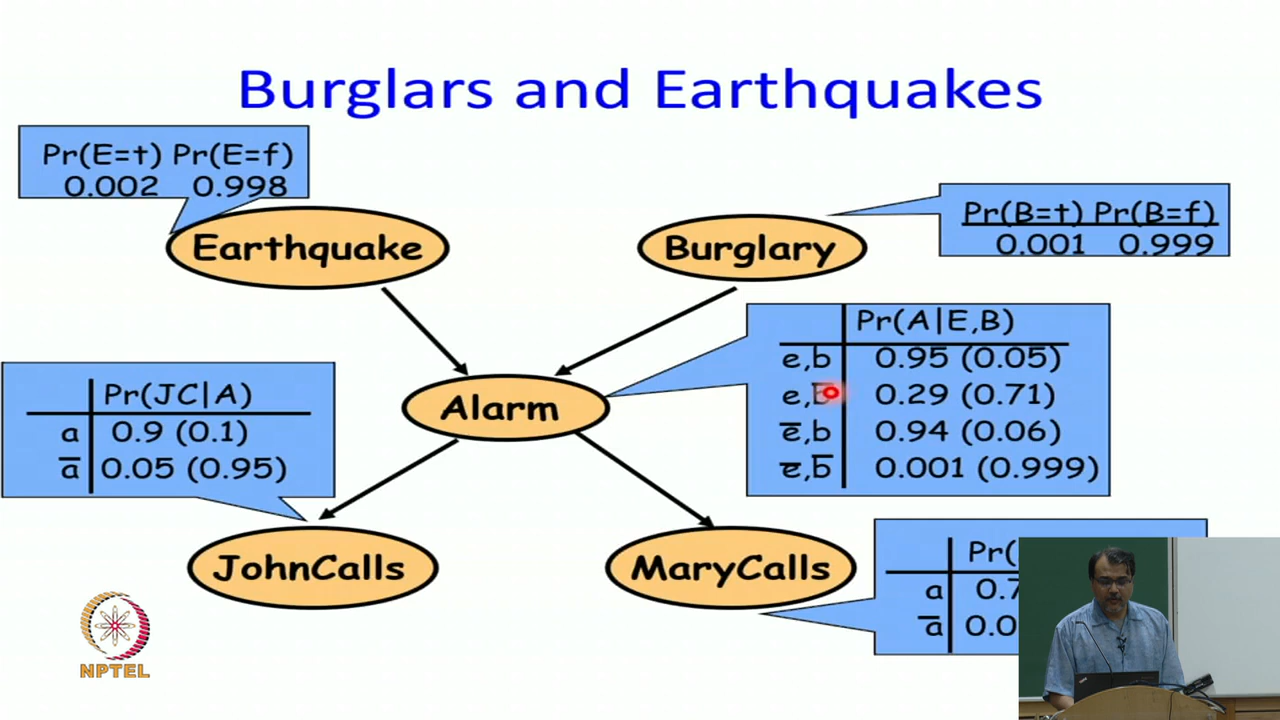 Burglars and Earthquakes
Pr(E=t) Pr(E=f)
0.002 0.998
Pr(B=t) Pr(B=f)
0.001 0.999
Earthquake
Burglary
Pr(A|E,B)
e,b 0.95 (0.05)
e,b̅ 0.29 (0.71)
e̅,b 0.94 (0.06)
e̅,b̅ 0.001 (0.999)
Alarm
Pr(JC|A)
a 0.9 (0.1)
a̅ 0.05 (0.95)
JohnCalls
MaryCalls
Pr(
a 0.7
a̅ 0.0
NPTEL